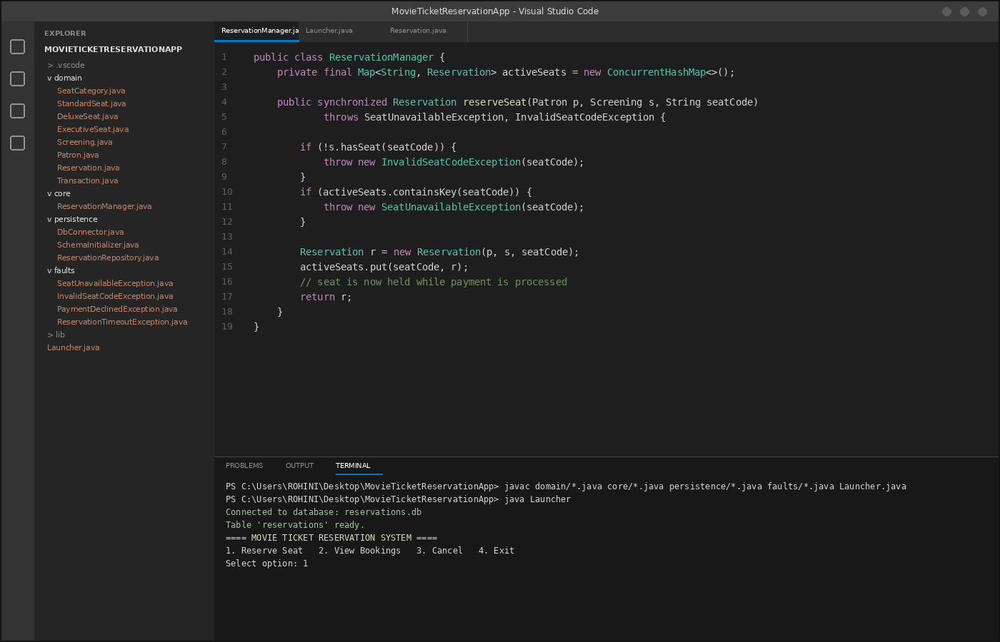 MovieTicketReservationApp - Visual Studio Code
EXPLORER
MOVIETICKETRESERVATIONAPP
> .vscode
v domain
SeatCategory.java
StandardSeat.java
DeluxeSeat.java
ExecutiveSeat.java
Screening.java
Patron.java
Reservation.java
Transaction.java
v core
ReservationManager.java
v persistence
DbConnector.java
SchemaInitializer.java
ReservationRepository.java
v faults
SeatUnavailableException.java
InvalidSeatCodeException.java
PaymentDeclinedException.java
ReservationTimeoutException.java
> lib
Launcher.java
ReservationManager.ja Launcher.java Reservation.java
1 public class ReservationManager {
2     private final Map<String, Reservation> activeSeats = new ConcurrentHashMap<>();
3
4     public synchronized Reservation reserveSeat(Patron p, Screening s, String seatCode)
5             throws SeatUnavailableException, InvalidSeatCodeException {
6
7         if (!s.hasSeat(seatCode)) {
8             throw new InvalidSeatCodeException(seatCode);
9         }
10         if (activeSeats.containsKey(seatCode)) {
11             throw new SeatUnavailableException(seatCode);
12         }
13
14         Reservation r = new Reservation(p, s, seatCode);
15         activeSeats.put(seatCode, r);
16         // seat is now held while payment is processed
17         return r;
18     }
19 }
PROBLEMS OUTPUT TERMINAL
PS C:\Users\ROHINI\Desktop\MovieTicketReservationApp> javac domain/*.java core/*.java persistence/*.java faults/*.java Launcher.java
PS C:\Users\ROHINI\Desktop\MovieTicketReservationApp> java Launcher
Connected to database: reservations.db
Table 'reservations' ready.
==== MOVIE TICKET RESERVATION SYSTEM ====
1. Reserve Seat   2. View Bookings   3. Cancel   4. Exit
Select option: 1